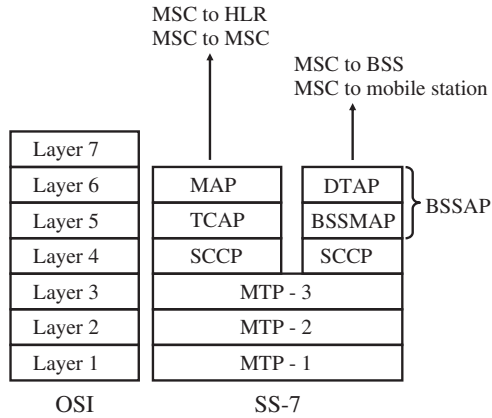 MSC to HLR
MSC to MSC
MSC to BSS
MSC to mobile station
Layer 7
Layer 6
Layer 5
Layer 4
Layer 3
Layer 2
Layer 1
OSI
MAP
TCAP
SCCP
DTAP
BSSMAP
SCCP
BSSAP
MTP - 3
MTP - 2
MTP - 1
SS-7